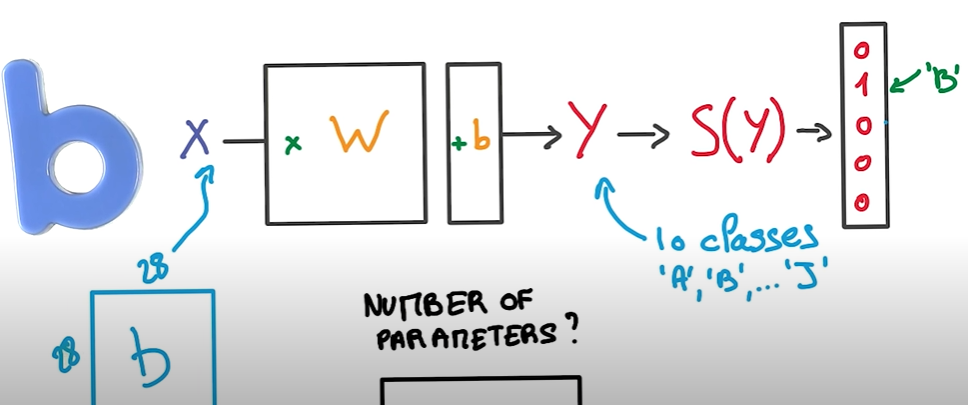 b
X
× W
+ b
Y
S(Y)
0
1
0
0
0
'B'
10 classes
'A', 'B', ... 'J'
28
28
b
NUMBER OF
PARAMETERS?